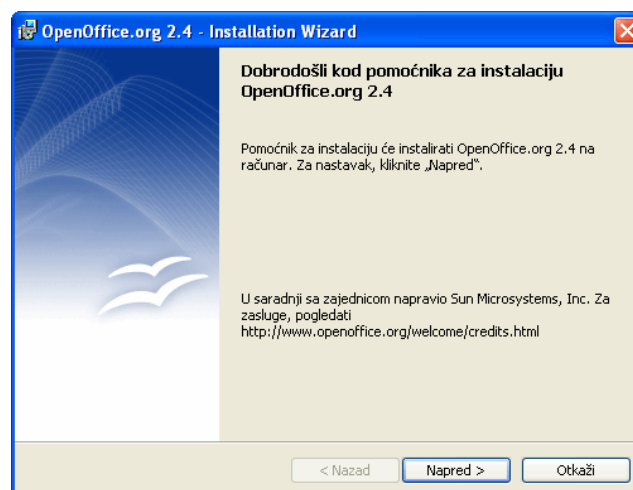 OpenOffice.org 2.4 - Installation Wizard
Dobrodošli kod pomoćnika za instalaciju
OpenOffice.org 2.4
Pomoćnik za instalaciju će instalirati OpenOffice.org 2.4 na
računar. Za nastavak, kliknite „Napred“.
U saradnji sa zajednicom napravio Sun Microsystems, Inc. Za
zasluge, pogledati
http://www.openoffice.org/welcome/credits.html
< Nazad
Napred >
Otkaži